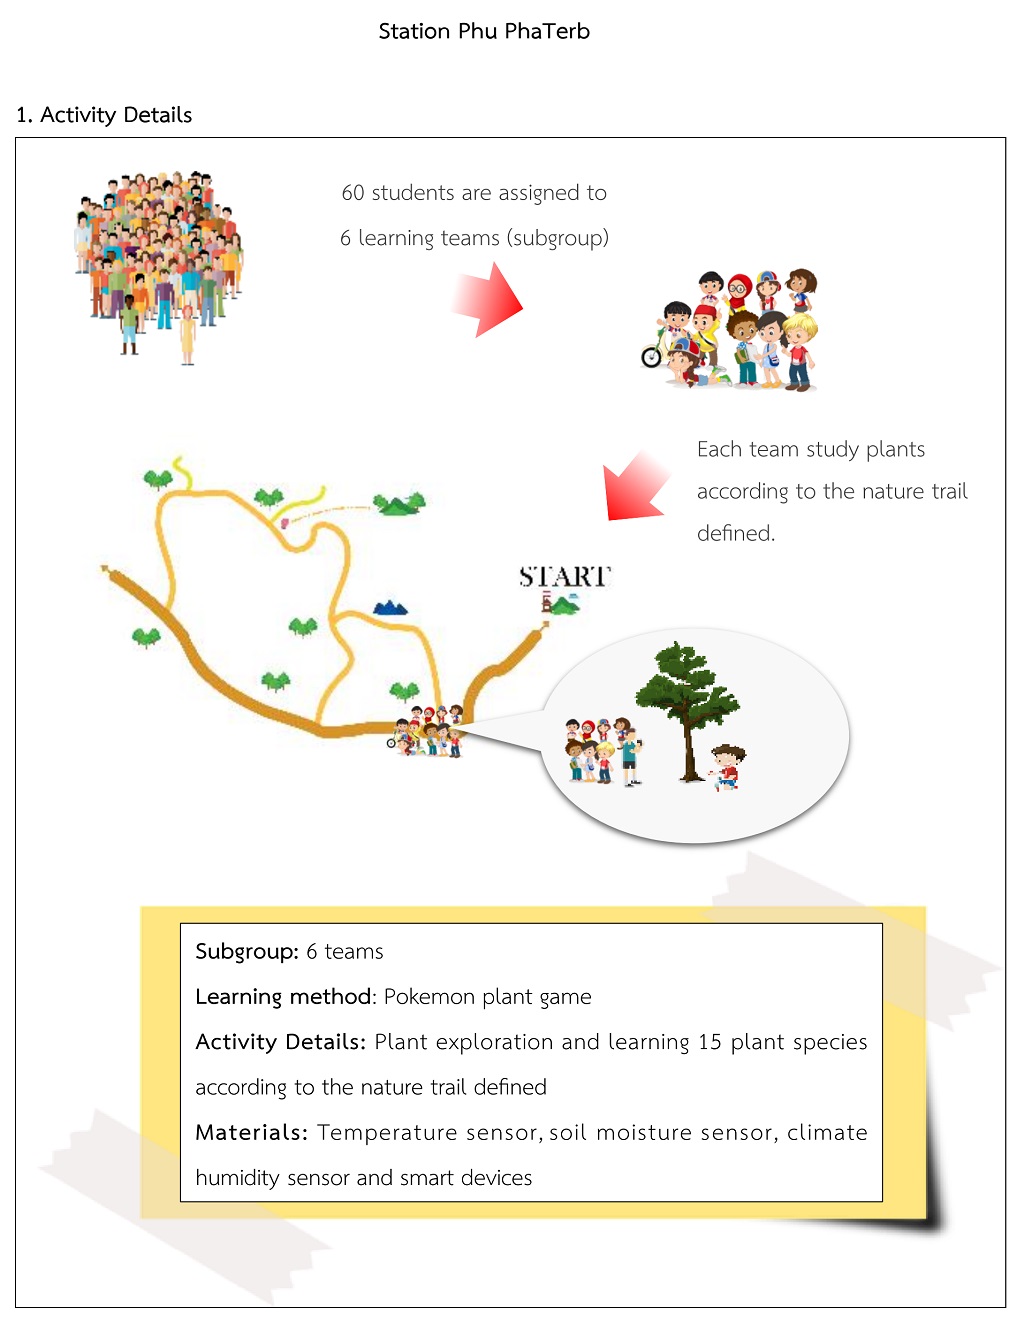 Station Phu PhaTerb
1. Activity Details
60 students are assigned to
6 learning teams (subgroup)
Each team study plants
according to the nature trail
defined.
START
Subgroup: 6 teams
Learning method: Pokemon plant game
Activity Details: Plant exploration and learning 15 plant species
according to the nature trail defined
Materials: Temperature sensor, soil moisture sensor, climate
humidity sensor and smart devices